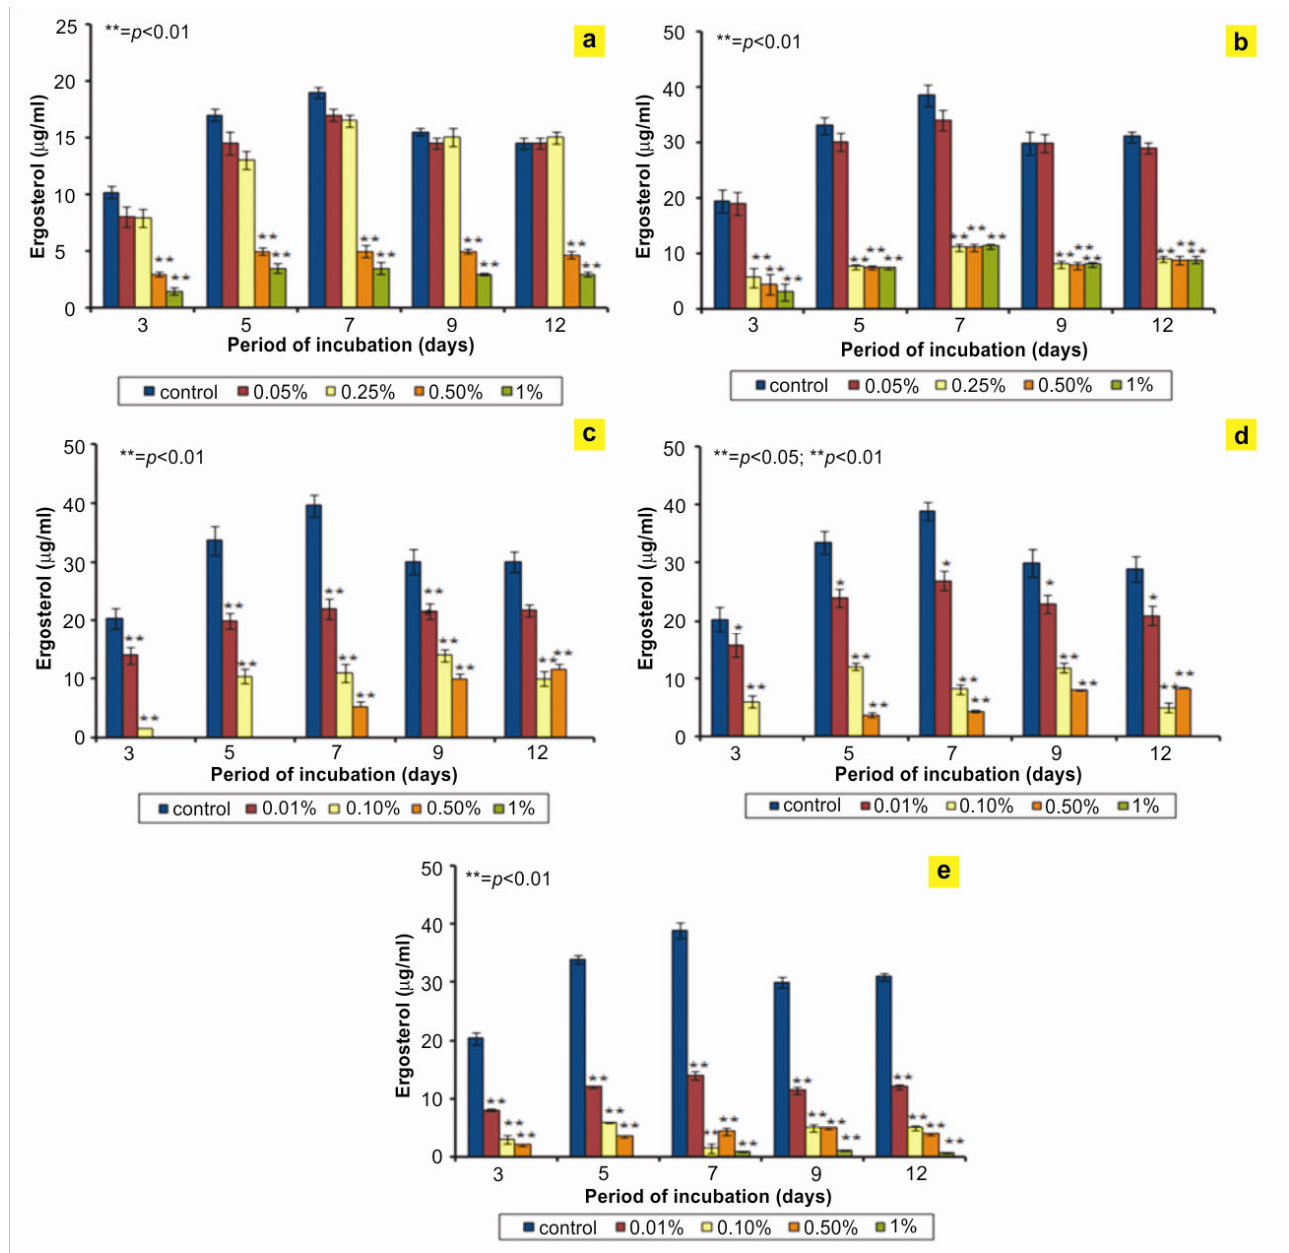 **=p<0.01
a
25
20
15
10
5
0
Ergosterol (µg/ml)
** ** ** ** ** ** ** ** ** **
3 5 7 9 12
Period of incubation (days)
control 0.05% 0.25% 0.50% 1%
**=p<0.01
b
50
40
30
20
10
0
Ergosterol (µg/ml)
** ** ** ** ** ** ** ** ** ** ** ** ** ** **
3 5 7 9 12
Period of incubation (days)
control 0.05% 0.25% 0.50% 1%
**=p<0.01
c
50
40
30
20
10
0
Ergosterol (µg/ml)
** ** ** ** ** ** ** ** ** ** ** **
3 5 7 9 12
Period of incubation (days)
control 0.01% 0.10% 0.50% 1%
**=p<0.05; **p<0.01
d
50
40
30
20
10
0
Ergosterol (µg/ml)
* ** * ** ** * ** ** * ** ** * ** **
3 5 7 9 12
Period of incubation (days)
control 0.01% 0.10% 0.50% 1%
**=p<0.01
e
50
40
30
20
10
0
Ergosterol (µg/ml)
** ** ** ** ** ** ** ** ** ** ** ** ** ** ** ** ** **
3 5 7 9 12
Period of incubation (days)
control 0.01% 0.10% 0.50% 1%